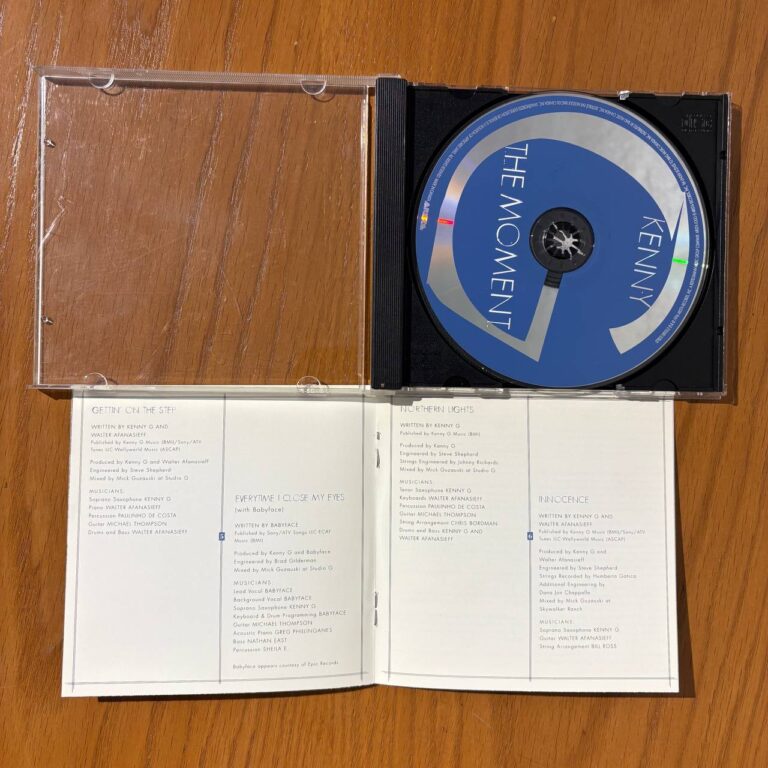 THE MOMENT
KENNY
GETTIN' ON THE STEP
WRITTEN BY KENNY G AND
WALTER AFANASIEFF
Published by Kenny G Music (BMI)/Sony/ATV
Tunes LLC Wallyworld Music (ASCAP)
Produced by Kenny G and Walter Afanasieff
Engineered by Steve Shepherd
Mixed by Mick Guzauski at Studio G
MUSICIANS:
Soprano Saxophone KENNY G
Piano WALTER AFANASIEFF
Percussion PAULINHO DE COSTA
Guitar MICHAEL THOMPSON
Drums and Bass WALTER AFANASIEFF
EVERYTIME I CLOSE MY EYES
(with Babyface)
WRITTEN BY BABYFACE
Published by Sony/ATV Songs LLC ECAF
Music (BMI)
Produced by Kenny G and Babyface
Engineered by Brad Gilderman
Mixed by Mick Guzauski at Studio G
MUSICIANS:
Lead Vocal BABYFACE
Background Vocal BABYFACE
Soprano Saxophone KENNY G
Keyboard & Drum Programming BABYFACE
Guitar MICHAEL THOMPSON
Acoustic Piano GREG PHILLINGANES
Bass NATHAN EAST
Percussion SHEILA E.
Babyface appears courtesy of Epic Records
5
NORTHERN LIGHTS
WRITTEN BY KENNY G
Published by Kenny G Music (BMI)
Produced by Kenny G
Engineered by Steve Shepherd
Strings Engineered by Johnny Richards
Mixed by Mick Guzauski at Studio G
MUSICIANS:
Tenor Saxophone KENNY G
Keyboards WALTER AFANASIEFF
Percussion PAULINHO DE COSTA
Guitar MICHAEL THOMPSON
String Arrangement CHRIS BORDMAN
Drums and Bass KENNY G AND
WALTER AFANASIEFF
6
INNOCENCE
WRITTEN BY KENNY G AND
WALTER AFANASIEFF
Published by Kenny G Music (BMI)/Sony/ATV
Tunes LLC Wallyworld Music (ASCAP)
Produced by Kenny G and
Walter Afanasieff
Engineered by Steve Shepherd
Strings Recorded by Humberto Gatica
Additional Engineering by
Dana Jon Chappelle
Mixed by Mick Guzauski at
Skywalker Ranch
MUSICIANS:
Soprano Saxophone KENNY G
Guitar WALTER AFANASIEFF
String Arrangement BILL ROSS